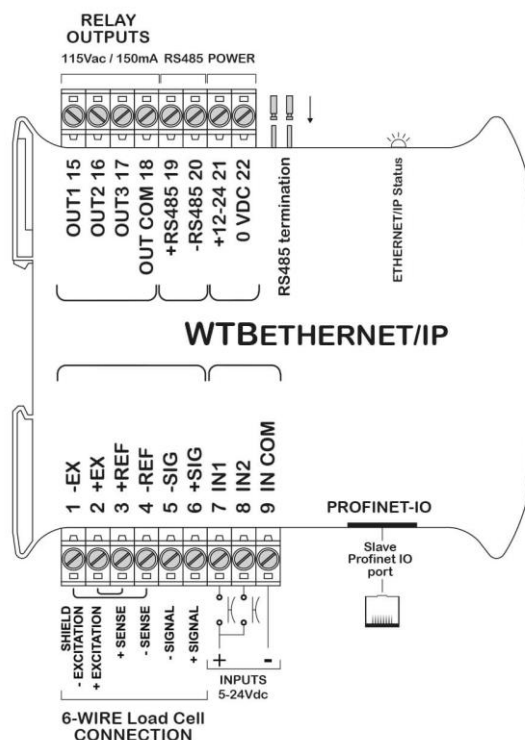 RELAY
OUTPUTS
115Vac / 150mA RS485 POWER
OUT1 15
OUT2 16
OUT3 17
OUT COM 18
+RS485 19
-RS485 20
+12-24 21
0 VDC 22
RS485 termination
ETHERNET/IP Status
WTBETHERNET/IP
1 -EX
2 +EX
3 +REF
4 -REF
5 -SIG
6 +SIG
7 IN1
8 IN2
9 IN COM
PROFINET-IO
Slave
Profinet IO
port
SHIELD
- EXCITATION
+ EXCITATION
+ SENSE
- SENSE
- SIGNAL
+ SIGNAL
+ -
INPUTS
5-24Vdc
6-WIRE Load Cell
CONNECTION